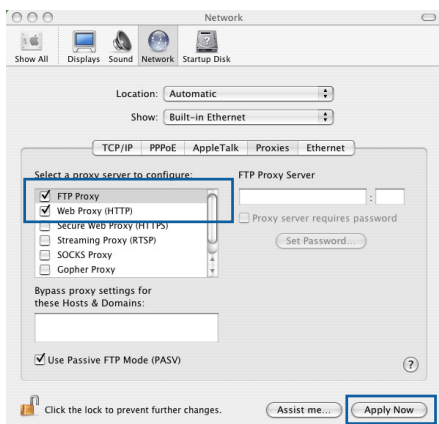 Network
Show All Displays Sound Network Startup Disk
Location: Automatic
Show: Built-in Ethernet
TCP/IP PPPoE AppleTalk Proxies Ethernet
Select a proxy server to configure: FTP Proxy Server
FTP Proxy
Web Proxy (HTTP) :
Secure Web Proxy (HTTPS) Proxy server requires password
Streaming Proxy (RTSP) Set Password...
SOCKS Proxy
Gopher Proxy
Bypass proxy settings for
these Hosts & Domains:
Use Passive FTP Mode (PASV) ?
Click the lock to prevent further changes. Assist me... Apply Now